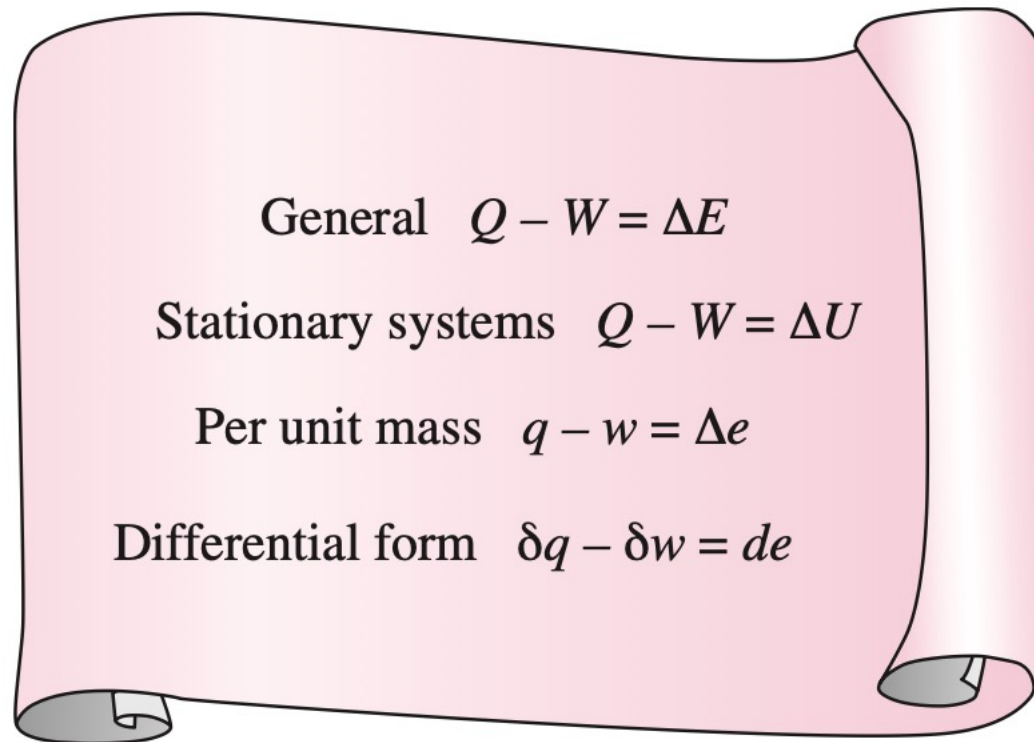 General Q – W = ΔE
Stationary systems Q – W = ΔU
Per unit mass q – w = Δe
Differential form δq – δw = de